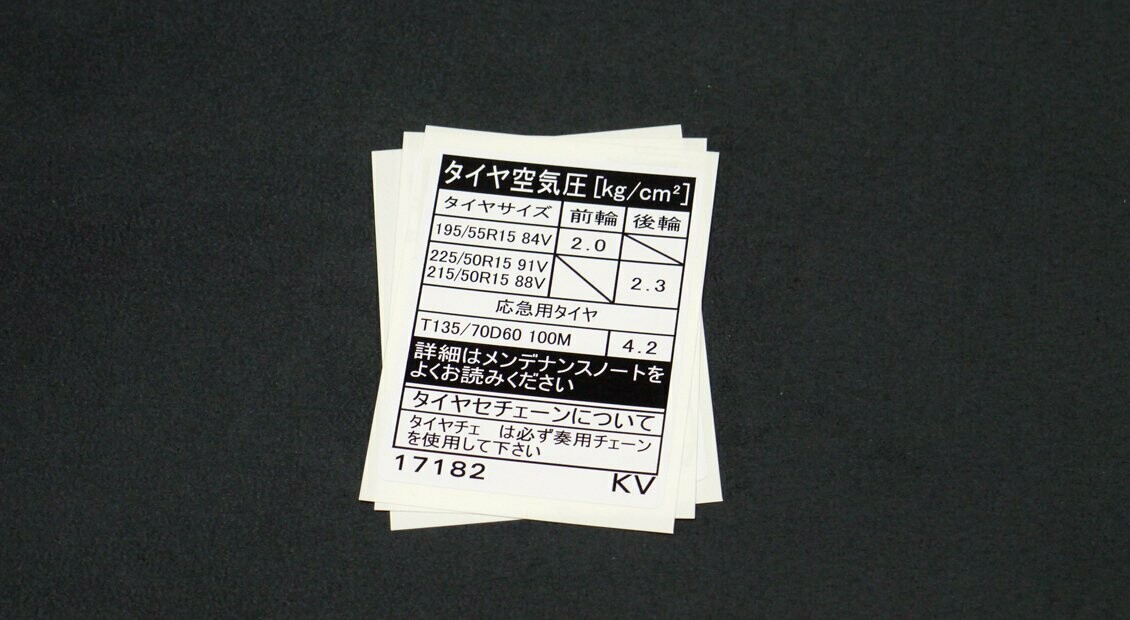 タイヤ空気圧[kg/cm²]
タイヤサイズ 前輪 後輪
195/55R15 84V 2.0
225/50R15 91V
215/50R15 88V 2.3
応急用タイヤ
T135/70D60 100M 4.2
詳細はメンデナンスノートを
よくお読みください
タイヤセチェーンについて
タイヤチェ は必ず奏用チェーン
を使用して下さい
17182 KV